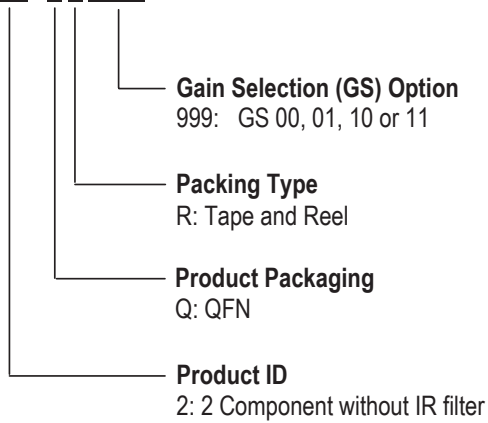 Gain Selection (GS) Option
999: GS 00, 01, 10 or 11
Packing Type
R: Tape and Reel
Product Packaging
Q: QFN
Product ID
2: 2 Component without IR filter